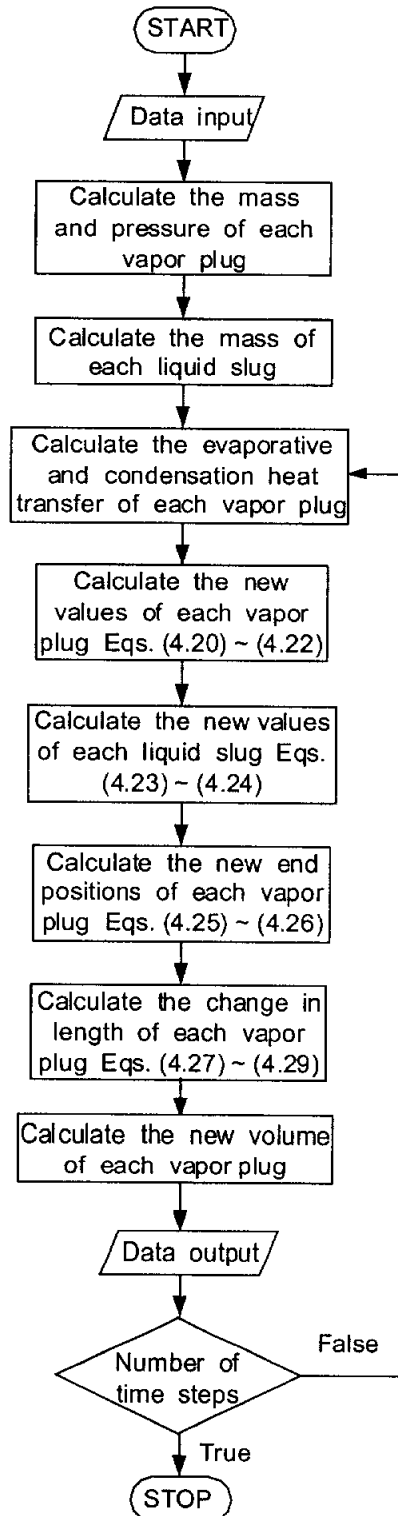 START
Data input
Calculate the mass
and pressure of each
vapor plug
Calculate the mass of
each liquid slug
Calculate the evaporative
and condensation heat
transfer of each vapor plug
Calculate the new
values of each vapor
plug Eqs. (4.20) ~ (4.22)
Calculate the new values
of each liquid slug Eqs.
(4.23) ~ (4.24)
Calculate the new end
positions of each vapor
plug Eqs. (4.25) ~ (4.26)
Calculate the change in
length of each vapor
plug Eqs. (4.27) ~ (4.29)
Calculate the new volume
of each vapor plug
Data output
Number of
time steps
False
True
STOP